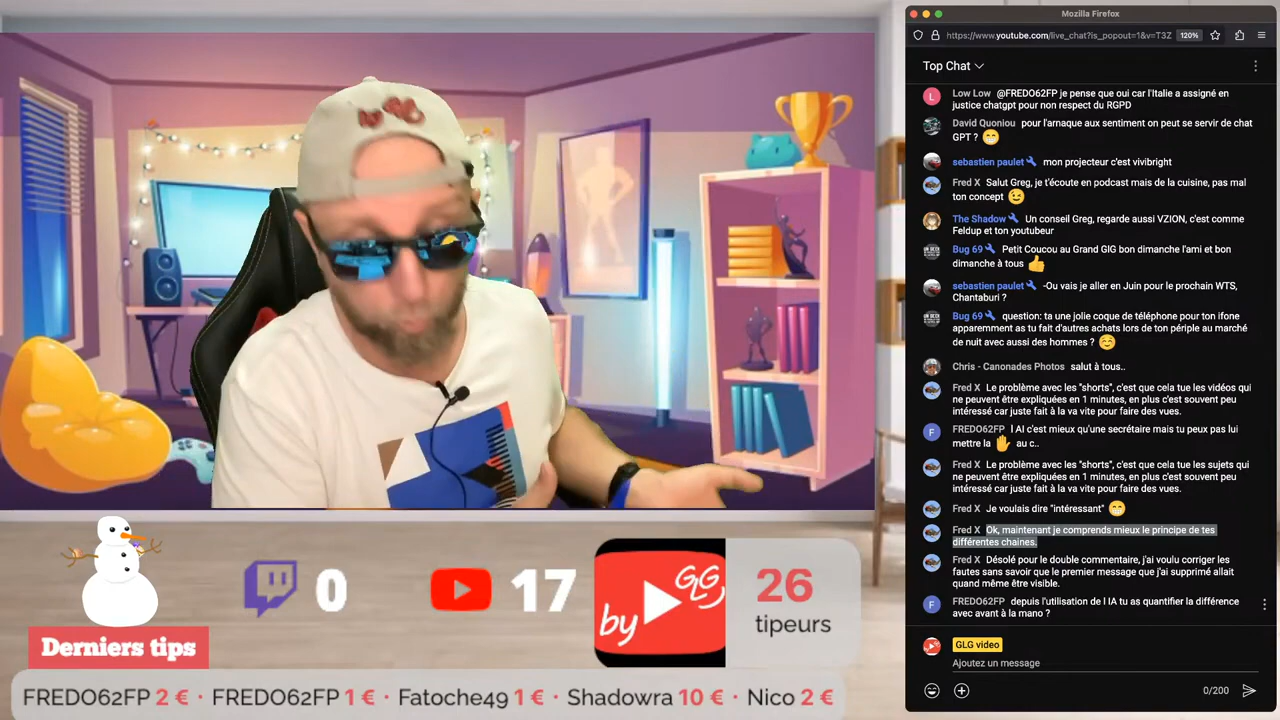 Mozilla Firefox
https://www.youtube.com/live_chat?is_popout=1&v=T3Z
120%
Top Chat
Low Low @FREDO62FP je pense que oui car l'Italie a assigné en
justice chatgpt pour non respect du RGPD
David Quoniou pour l'arnaque aux sentiment on peut se servir de chat
GPT ? 😁
sebastien paulet mon projecteur c'est vivibright
Fred X Salut Greg, je t'écoute en podcast mais de la cuisine, pas mal
ton concept 😉
The Shadow Un conseil Greg, regarde aussi VZION, c'est comme
Feldup et ton youtubeur
Bug 69 Petit Coucou au Grand GIG bon dimanche l'ami et bon
dimanche à tous 👍
sebastien paulet -Ou vais je aller en Juin pour le prochain WTS,
Chantaburi ?
Bug 69 question: ta une jolie coque de téléphone pour ton ifone
apparemment as tu fait d'autres achats lors de ton périple au marché
de nuit avec aussi des hommes ? 😊
Chris - Canonades Photos salut à tous..
Fred X Le problème avec les "shorts", c'est que cela tue les vidéos qui
ne peuvent être expliquées en 1 minutes, en plus c'est souvent peu
intéressé car juste fait à la va vite pour faire des vues.
FREDO62FP l AI c'est mieux qu'une secrétaire mais tu peux pas lui
mettre la ✋ au c..
Fred X Le problème avec les "shorts", c'est que cela tue les sujets qui
ne peuvent être expliquées en 1 minutes, en plus c'est souvent peu
intéressé car juste fait à la va vite pour faire des vues.
Fred X Je voulais dire "intéressant" 😁
Fred X Ok, maintenant je comprends mieux le principe de tes
différentes chaines.
Fred X Désolé pour le double commentaire, j'ai voulu corriger les
fautes sans savoir que le premier message que j'ai supprimé allait
quand même être visible.
FREDO62FP depuis l'utilisation de l IA tu as quantifier la différence
avec avant à la mano ?
GLG video
Ajoutez un message
0/200
0
17
by GLG
26
tipeurs
Derniers tips
FREDO62FP 2 € · FREDO62FP 1 € · Fatoche49 1 € · Shadowra 10 € · Nico 2 €